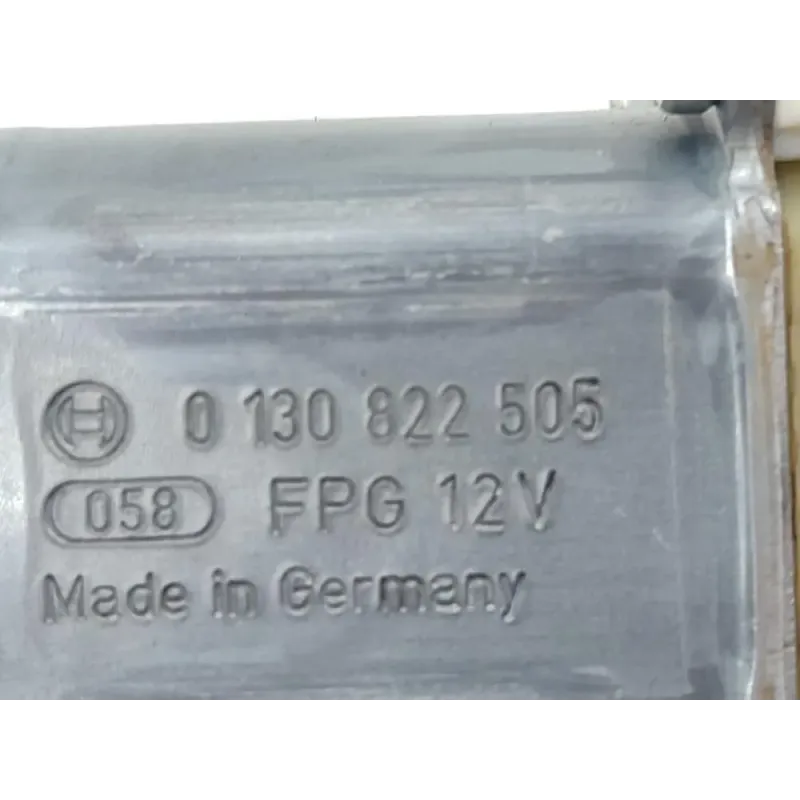 0 130 822 505
058 FPG 12V
Made in Germany